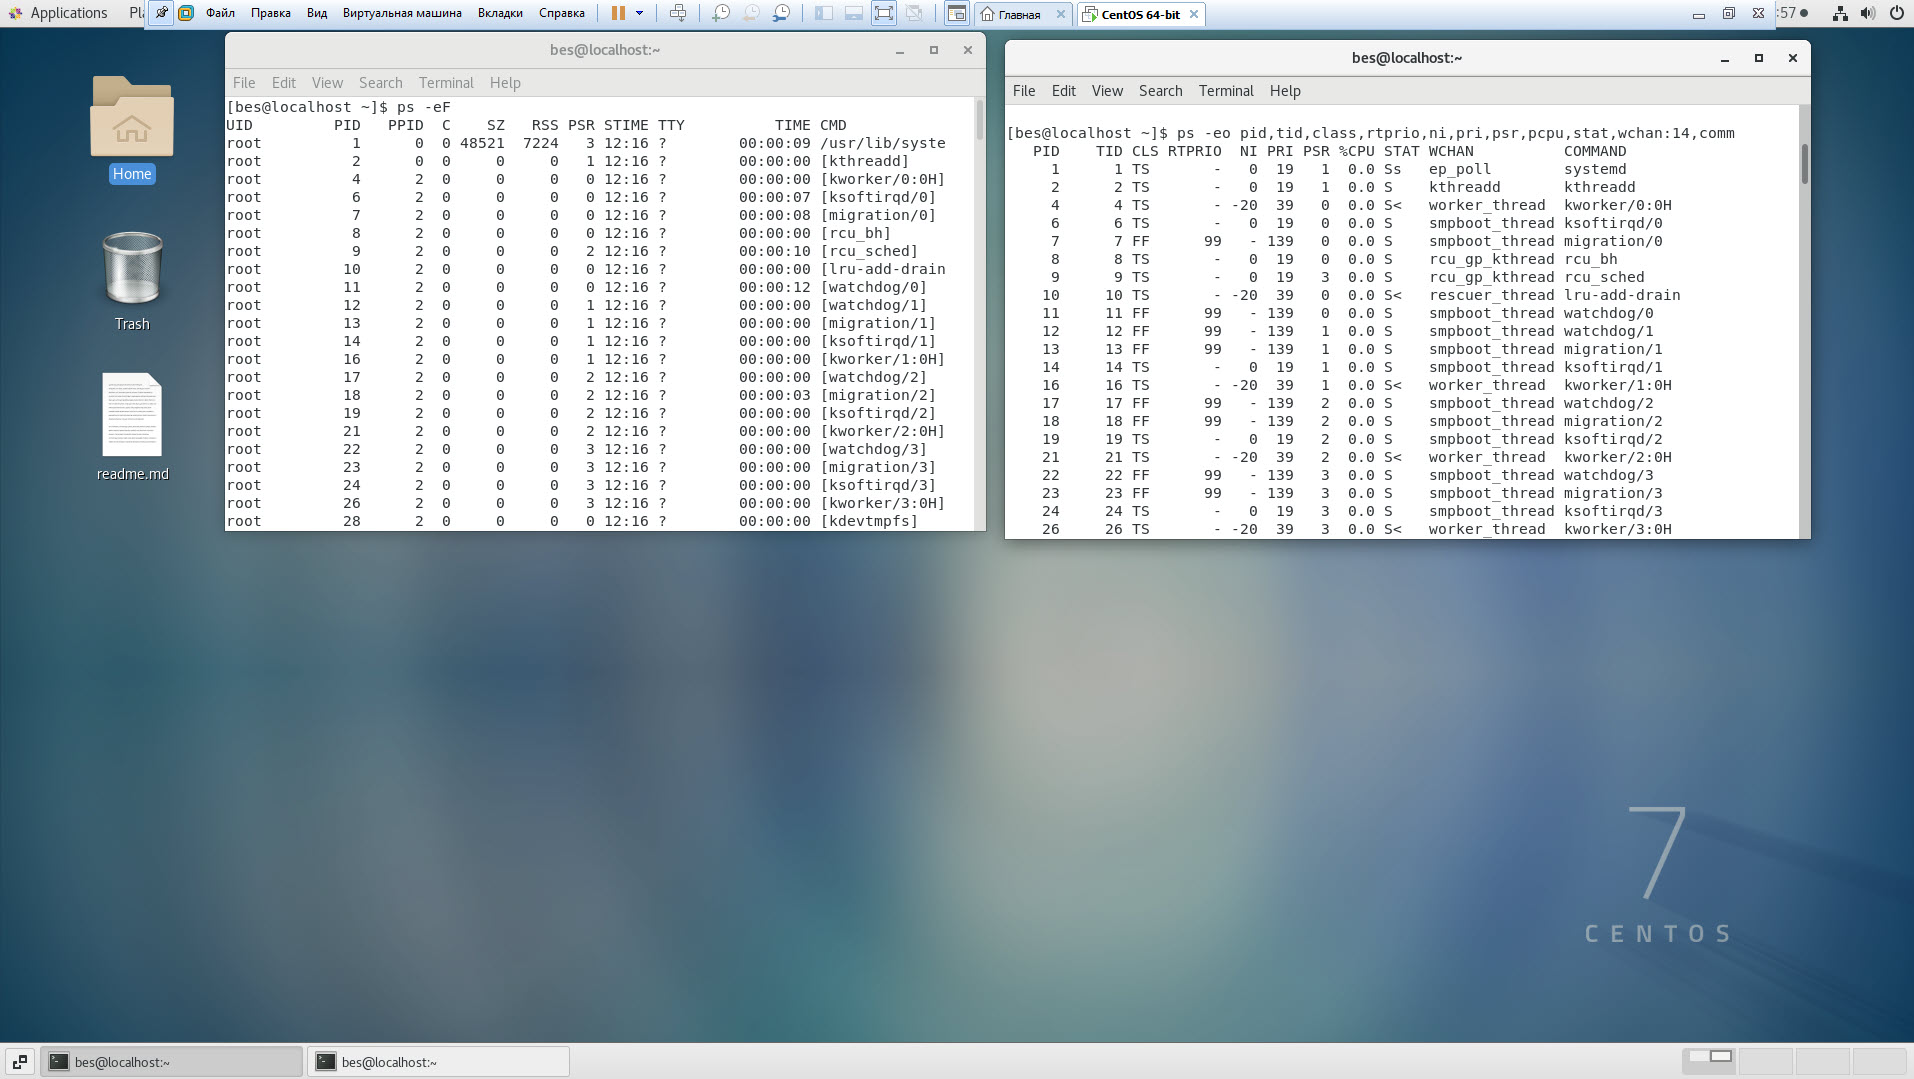 Applications
Файл Правка Вид Виртуальная машина Вкладки Справка
Главная
CentOS 64-bit
:57
Home
Trash
readme.md
bes@localhost:~
File Edit View Search Terminal Help
[bes@localhost ~]$ ps -eF
UID PID PPID C SZ RSS PSR STIME TTY TIME CMD
root 1 0 0 48521 7224 3 12:16 ? 00:00:09 /usr/lib/syste
root 2 0 0 0 0 1 12:16 ? 00:00:00 [kthreadd]
root 4 2 0 0 0 0 12:16 ? 00:00:00 [kworker/0:0H]
root 6 2 0 0 0 0 12:16 ? 00:00:07 [ksoftirqd/0]
root 7 2 0 0 0 0 12:16 ? 00:00:08 [migration/0]
root 8 2 0 0 0 0 12:16 ? 00:00:00 [rcu_bh]
root 9 2 0 0 0 2 12:16 ? 00:00:10 [rcu_sched]
root 10 2 0 0 0 0 12:16 ? 00:00:00 [lru-add-drain
root 11 2 0 0 0 0 12:16 ? 00:00:12 [watchdog/0]
root 12 2 0 0 0 1 12:16 ? 00:00:00 [watchdog/1]
root 13 2 0 0 0 1 12:16 ? 00:00:00 [migration/1]
root 14 2 0 0 0 1 12:16 ? 00:00:00 [ksoftirqd/1]
root 16 2 0 0 0 1 12:16 ? 00:00:00 [kworker/1:0H]
root 17 2 0 0 0 2 12:16 ? 00:00:00 [watchdog/2]
root 18 2 0 0 0 2 12:16 ? 00:00:03 [migration/2]
root 19 2 0 0 0 2 12:16 ? 00:00:00 [ksoftirqd/2]
root 21 2 0 0 0 2 12:16 ? 00:00:00 [kworker/2:0H]
root 22 2 0 0 0 3 12:16 ? 00:00:00 [watchdog/3]
root 23 2 0 0 0 3 12:16 ? 00:00:00 [migration/3]
root 24 2 0 0 0 3 12:16 ? 00:00:00 [ksoftirqd/3]
root 26 2 0 0 0 3 12:16 ? 00:00:00 [kworker/3:0H]
root 28 2 0 0 0 0 12:16 ? 00:00:00 [kdevtmpfs]
bes@localhost:~
File Edit View Search Terminal Help
[bes@localhost ~]$ ps -eo pid,tid,class,rtprio,ni,pri,psr,pcpu,stat,wchan:14,comm
PID TID CLS RTPRIO NI PRI PSR %CPU STAT WCHAN COMMAND
1 1 TS - 0 19 1 0.0 Ss ep_poll systemd
2 2 TS - 0 19 1 0.0 S kthreadd kthreadd
4 4 TS - -20 39 0 0.0 S< worker_thread kworker/0:0H
6 6 TS - 0 19 0 0.0 S smpboot_thread ksoftirqd/0
7 7 FF 99 - 139 0 0.0 S smpboot_thread migration/0
8 8 TS - 0 19 0 0.0 S rcu_gp_kthread rcu_bh
9 9 TS - 0 19 3 0.0 S rcu_gp_kthread rcu_sched
10 10 TS - -20 39 0 0.0 S< rescuer_thread lru-add-drain
11 11 FF 99 - 139 0 0.0 S smpboot_thread watchdog/0
12 12 FF 99 - 139 1 0.0 S smpboot_thread watchdog/1
13 13 FF 99 - 139 1 0.0 S smpboot_thread migration/1
14 14 TS - 0 19 1 0.0 S smpboot_thread ksoftirqd/1
16 16 TS - -20 39 1 0.0 S< worker_thread kworker/1:0H
17 17 FF 99 - 139 2 0.0 S smpboot_thread watchdog/2
18 18 FF 99 - 139 2 0.0 S smpboot_thread migration/2
19 19 TS - 0 19 2 0.0 S smpboot_thread ksoftirqd/2
21 21 TS - -20 39 2 0.0 S< worker_thread kworker/2:0H
22 22 FF 99 - 139 3 0.0 S smpboot_thread watchdog/3
23 23 FF 99 - 139 3 0.0 S smpboot_thread migration/3
24 24 TS - 0 19 3 0.0 S smpboot_thread ksoftirqd/3
26 26 TS - -20 39 3 0.0 S< worker_thread kworker/3:0H
7
CENTOS
bes@localhost:~
bes@localhost:~